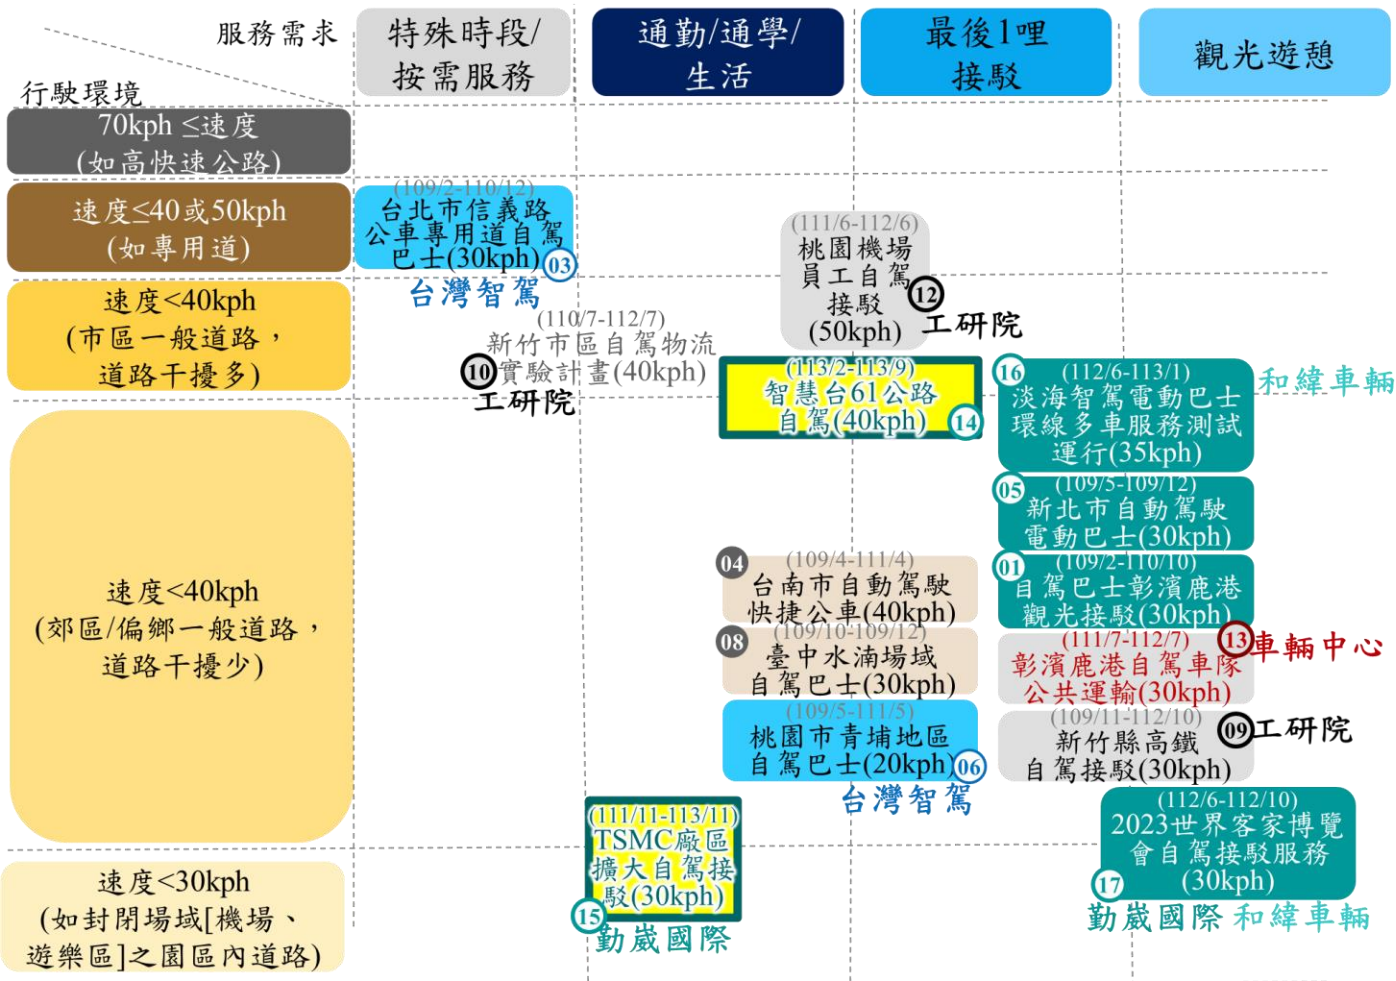 服務需求
行駛環境
特殊時段/
按需服務
通勤/通學/
生活
最後1哩
接駁
觀光遊憩
70kph ≤速度
(如高快速公路)
速度≤40或50kph
(如專用道)
(109/2-110/12)
台北市信義路
公車專用道自駕
巴士(30kph)
03
台灣智駕
(111/6-112/6)
桃園機場
員工自駕
接駁
(50kph)
12
工研院
速度<40kph
(市區一般道路，
道路干擾多)
(110/7-112/7)
新竹市區自駕物流
實驗計畫(40kph)
10
工研院
(113/2-113/9)
智慧台61公路
自駕(40kph)
14
16
(112/6-113/1)
淡海智駕電動巴士
環線多車服務測試
運行(35kph)
和緯車輛
速度<40kph
(郊區/偏鄉一般道路，
道路干擾少)
05
(109/5-109/12)
新北市自動駕駛
電動巴士(30kph)
04
(109/4-111/4)
台南市自動駕駛
快捷公車(40kph)
01
(109/2-110/10)
自駕巴士彰濱鹿港
觀光接駁(30kph)
08
(109/10-109/12)
臺中水湳場域
自駕巴士(30kph)
(111/7-112/7)
13
車輛中心
彰濱鹿港自駕車隊
公共運輸(30kph)
(109/5-111/5)
桃園市青埔地區
自駕巴士(20kph)
06
台灣智駕
(109/11-112/10)
新竹縣高鐵
自駕接駁(30kph)
09
工研院
(111/11-113/11)
TSMC廠區
擴大自駕接
駁(30kph)
15
勤崴國際
(112/6-112/10)
2023世界客家博覽
會自駕接駁服務
(30kph)
17
勤崴國際 和緯車輛
速度<30kph
(如封閉場域[機場、
遊樂區]之園區內道路)